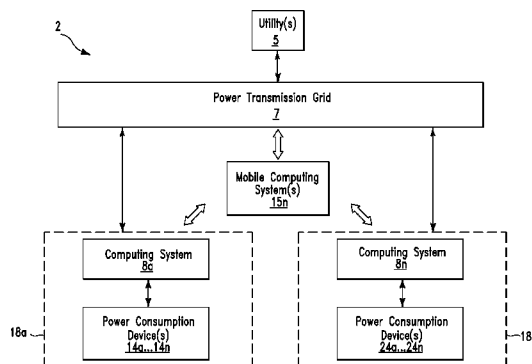 2
Utility(s)
5
Power Transmission Grid
7
Mobile Computing
System(s)
15n
Computing System
8a
Computing System
8n
Power Consumption
Device(s)
14a...14n
Power Consumption
Device(s)
24a...24n
18a
18